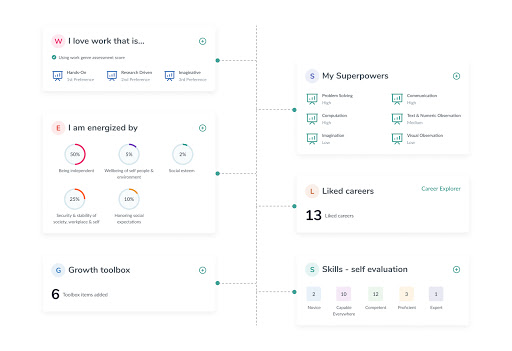 W I love work that is...
Using work genre assessment score
Hands-On
1st Preference
Research Driven
2nd Preference
Imaginative
3rd Preference
E I am energized by
50%
Being independent
5%
Wellbeing of self people &
environment
2%
Social esteem
25%
Security & stability of
society, workplace & self
10%
Honoring social
expectations
G Growth toolbox
6 Toolbox items added
S My Superpowers
Problem Solving
High
Communication
High
Computation
High
Text & Numeric Observation
Medium
Imagination
Low
Visual Observation
Low
L Liked careers
Career Explorer
13 Liked careers
S Skills - self evaluation
2
Novice
10
Capable
Everywhere
12
Competent
3
Proficient
1
Expert